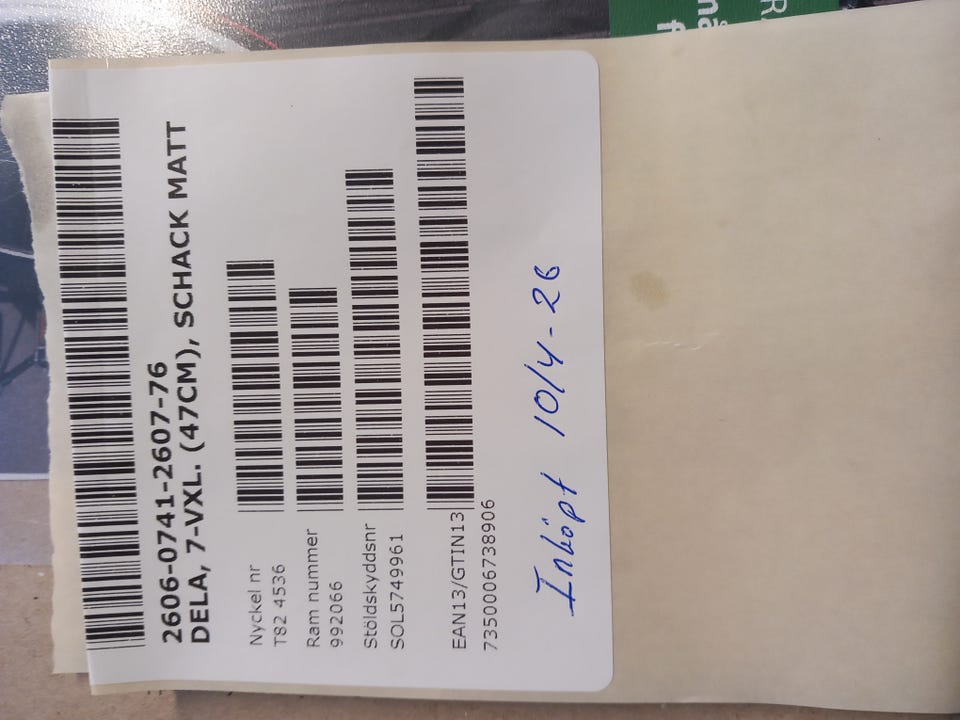 2606-0741-2607-76
DELA, 7-VXL. (47CM), SCHACK MATT
Nyckel nr
T82 4536
Ram nummer
992066
Stöldskyddsnr
SOL5749961
EAN13/GTIN13
7350006738906
Inköpt 10/4-26